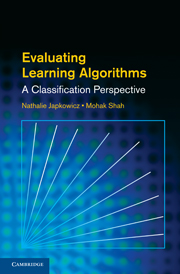 Evaluating
Learning Algorithms
A Classification Perspective
Nathalie Japkowicz • Mohak Shah
CAMBRIDGE